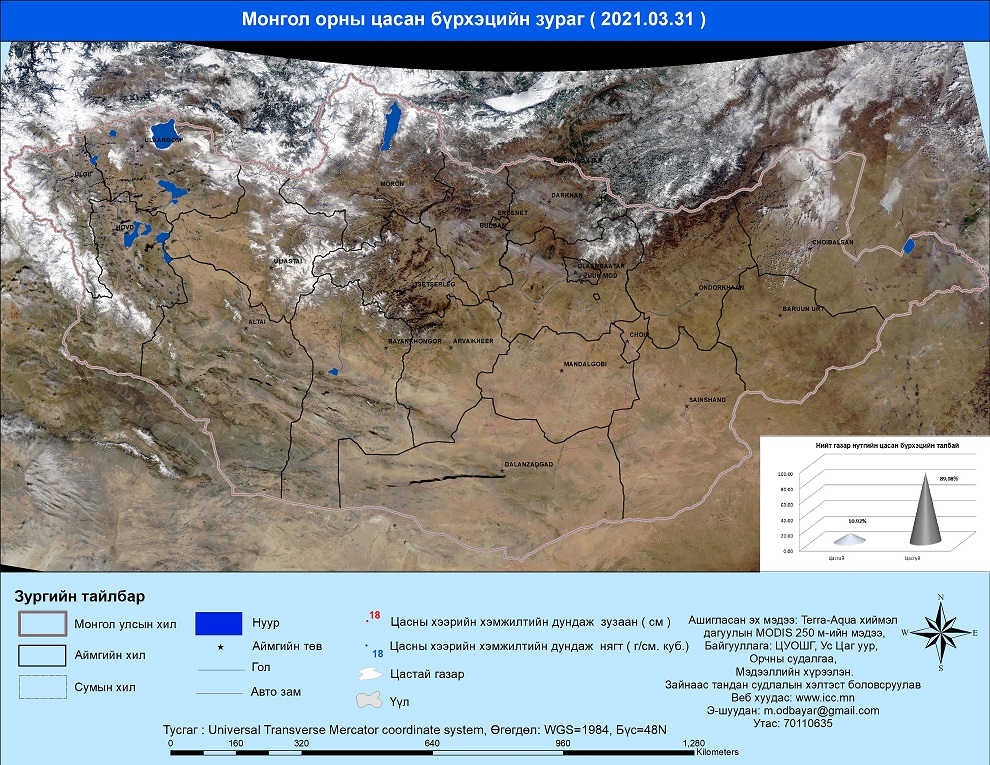 Монгол орны цасан бүрхэцийн зураг ( 2021.03.31 )
ULAANGOM
ULGII
HOVD
MORON
DARKHAN
ERDENET
BULGAN
ULIASTAI
TSETSERLEG
ULAANBAATAR
ZUUN MOD
CHOIBALSAN
ONDORKHAAN
BARUUN URT
ALTAI
BAYANKHONGOR
ARVAIKHEER
CHOIR
MANDALGOBI
SAINSHAND
DALANZADGAD
Нийт газар нутгийн цасан бүрхэцийн талбай
100.00
80.00
60.00
40.00
20.00
0.00
10.92%
89.08%
Цастай
Цасгүй
Зургийн тайлбар
Монгол улсын хил
Аймгийн хил
Сумын хил
Нуур
Аймгийн төв
Гол
Авто зам
18 Цасны хээрийн хэмжилтийн дундаж зузаан ( см )
18 Цасны хээрийн хэмжилтийн дундаж нягт ( г/см. куб.)
Цастай газар
Үүл
Ашигласан эх мэдээ: Terra-Aqua хиймэл
дагуулын MODIS 250 м-ийн мэдээ,
Байгууллага: ЦУОШГ, Ус Цаг уур,
Орчны судалгаа,
Мэдээллийн хүрээлэн.
Зайнаас тандан судлалын хэлтэст боловсруулав
Веб хуудас: www.icc.mn
Э-шуудан: m.odbayar@gmail.com
Утас: 70110635
N
W
E
S
Тусгаг : Universal Transverse Mercator coordinate system, Өгөгдөл: WGS=1984, Бүс=48N
0 160 320 640 960 1,280
Kilometers